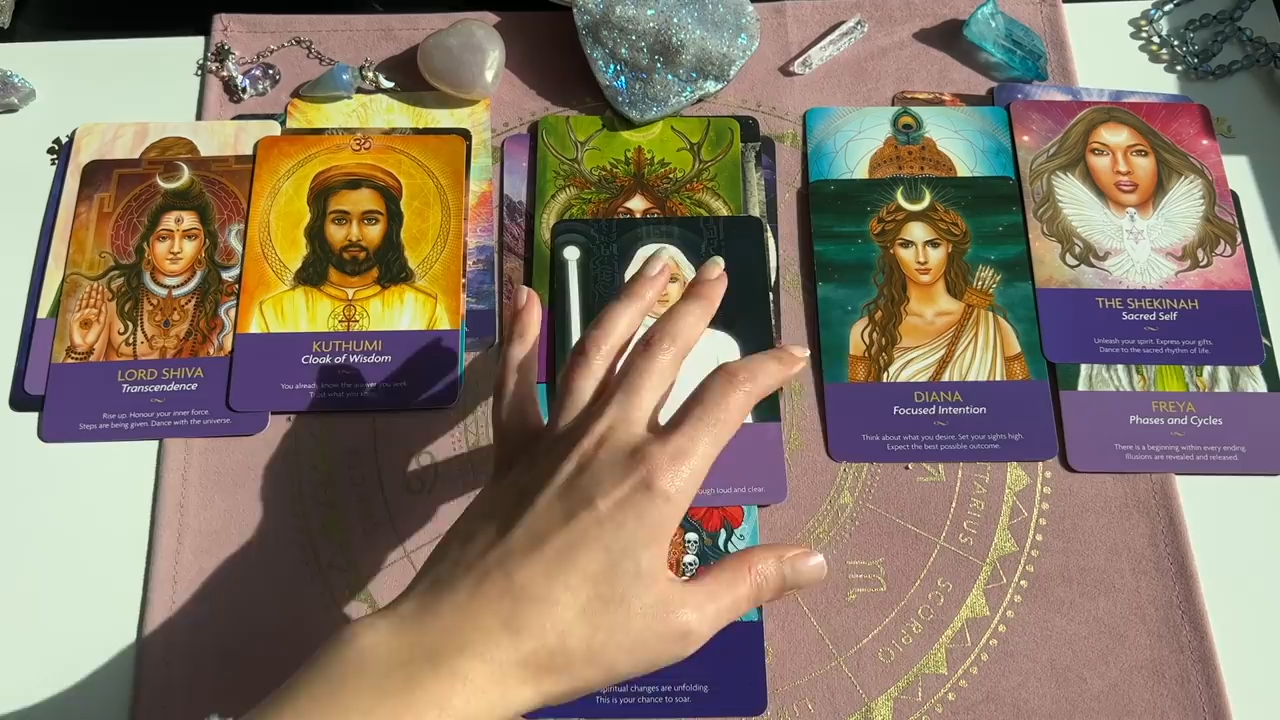 LORD SHIVA
Transcendence
Rise up. Honour your inner force.
Steps are being given. Dance with the universe.
KUTHUMI
Cloak of Wisdom
You already know the answer you seek.
Trust what you know.
ough loud and clear.
spiritual changes are unfolding.
This is your chance to soar.
DIANA
Focused Intention
Think about what you desire. Set your sights high.
Expect the best possible outcome.
THE SHEKINAH
Sacred Self
Unleash your spirit. Express your gifts.
Dance to the sacred rhythm of life.
FREYA
Phases and Cycles
There is a beginning within every ending.
Illusions are revealed and released.
ITTARIUS
SCORPIO